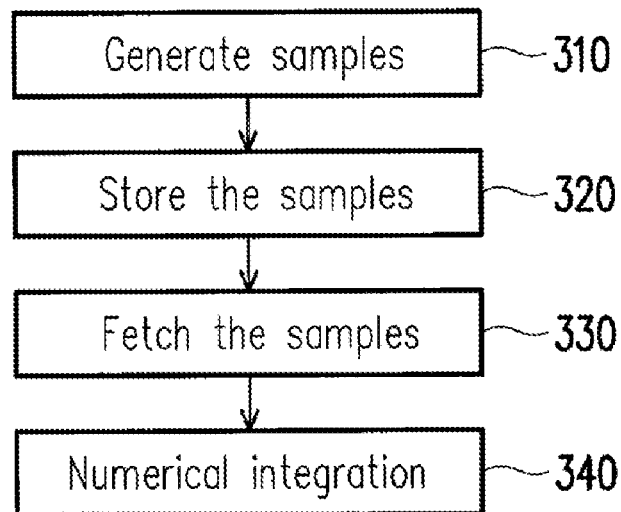 Generate samples 310
Store the samples 320
Fetch the samples 330
Numerical integration 340